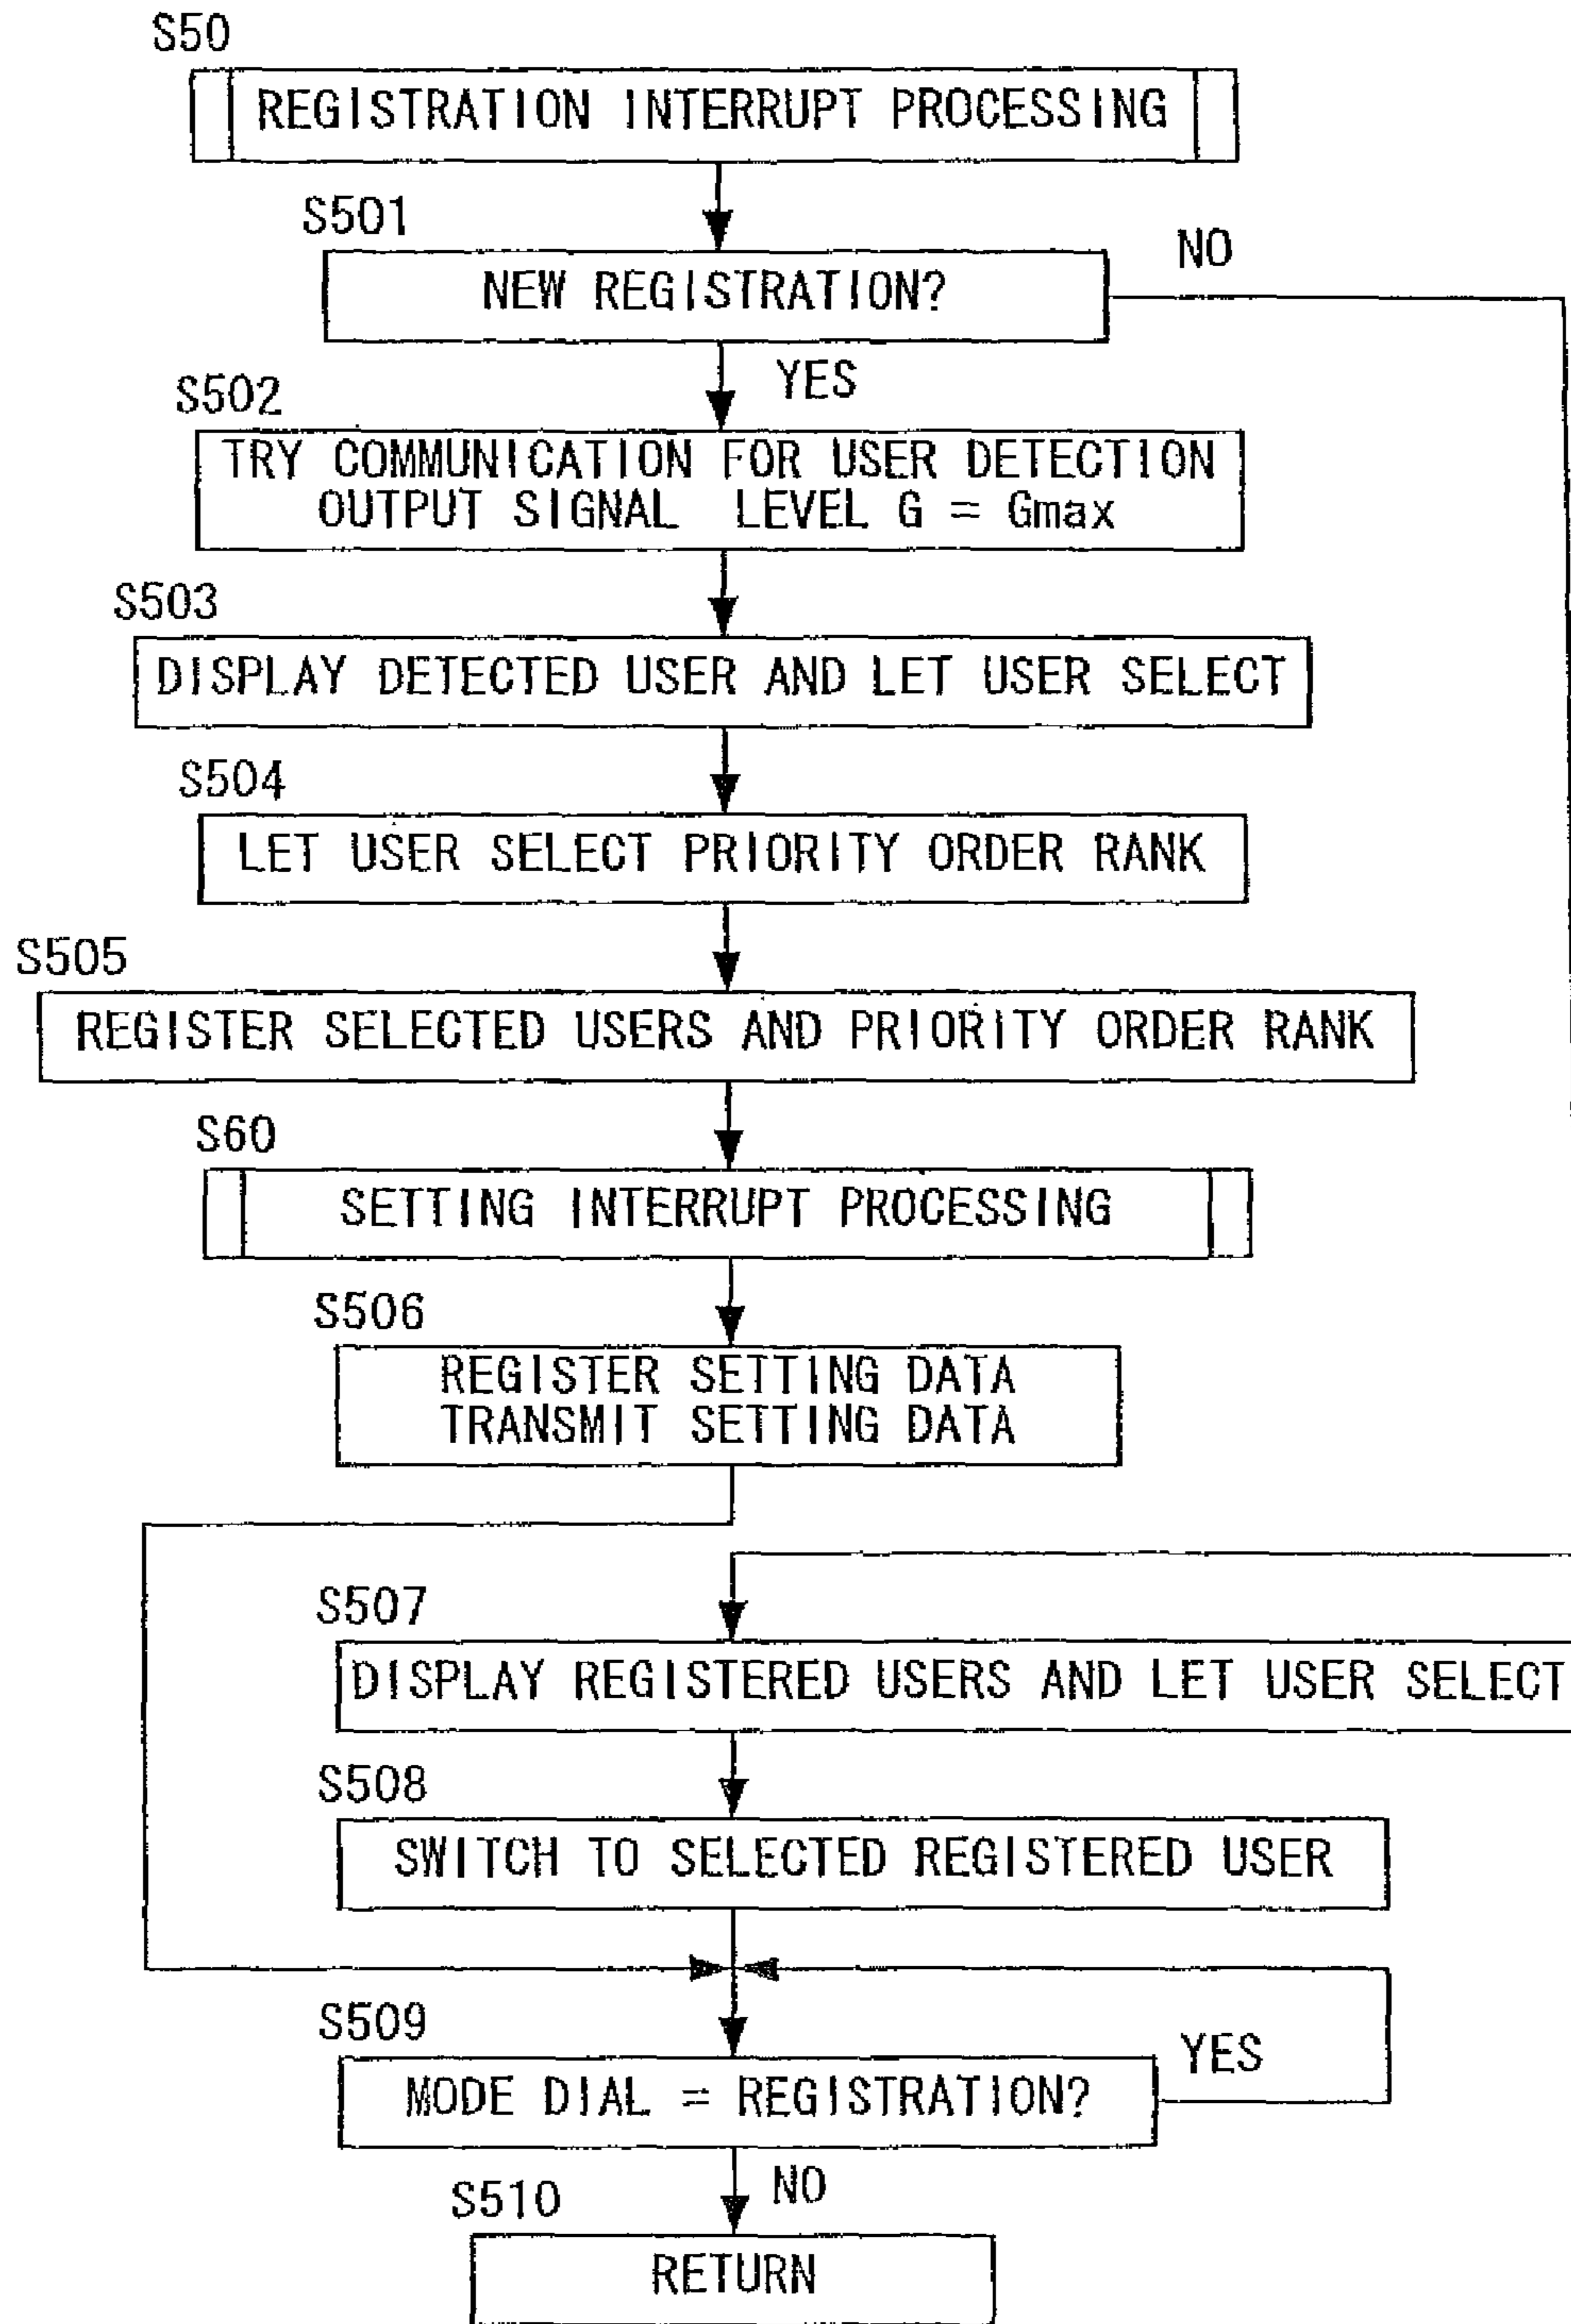 S50
REGISTRATION INTERRUPT PROCESSING
S501
NEW REGISTRATION?
NO
YES
S502
TRY COMMUNICATION FOR USER DETECTION
OUTPUT SIGNAL LEVEL G = Gmax
S503
DISPLAY DETECTED USER AND LET USER SELECT
S504
LET USER SELECT PRIORITY ORDER RANK
S505
REGISTER SELECTED USERS AND PRIORITY ORDER RANK
S60
SETTING INTERRUPT PROCESSING
S506
REGISTER SETTING DATA
TRANSMIT SETTING DATA
S507
DISPLAY REGISTERED USERS AND LET USER SELECT
S508
SWITCH TO SELECTED REGISTERED USER
S509
MODE DIAL = REGISTRATION?
YES
NO
S510
RETURN